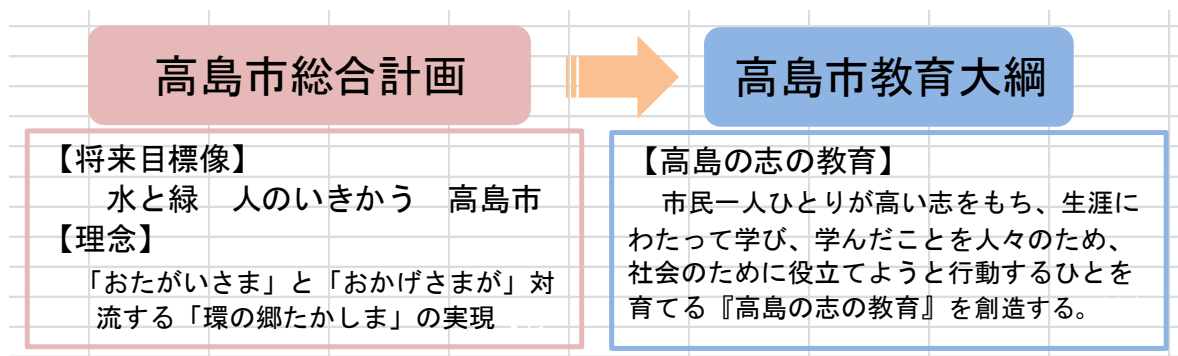 高島市総合計画
【将来目標像】
水と緑　人のいきかう　高島市
【理念】
「おたがいさま」と「おかげさまが」対
流する「環の郷たかしま」の実現
高島市教育大綱
【高島の志の教育】
市民一人ひとりが高い志をもち、生涯に
わたって学び、学んだことを人々のため、
社会のために役立てようと行動するひとを
育てる『高島の志の教育』を創造する。